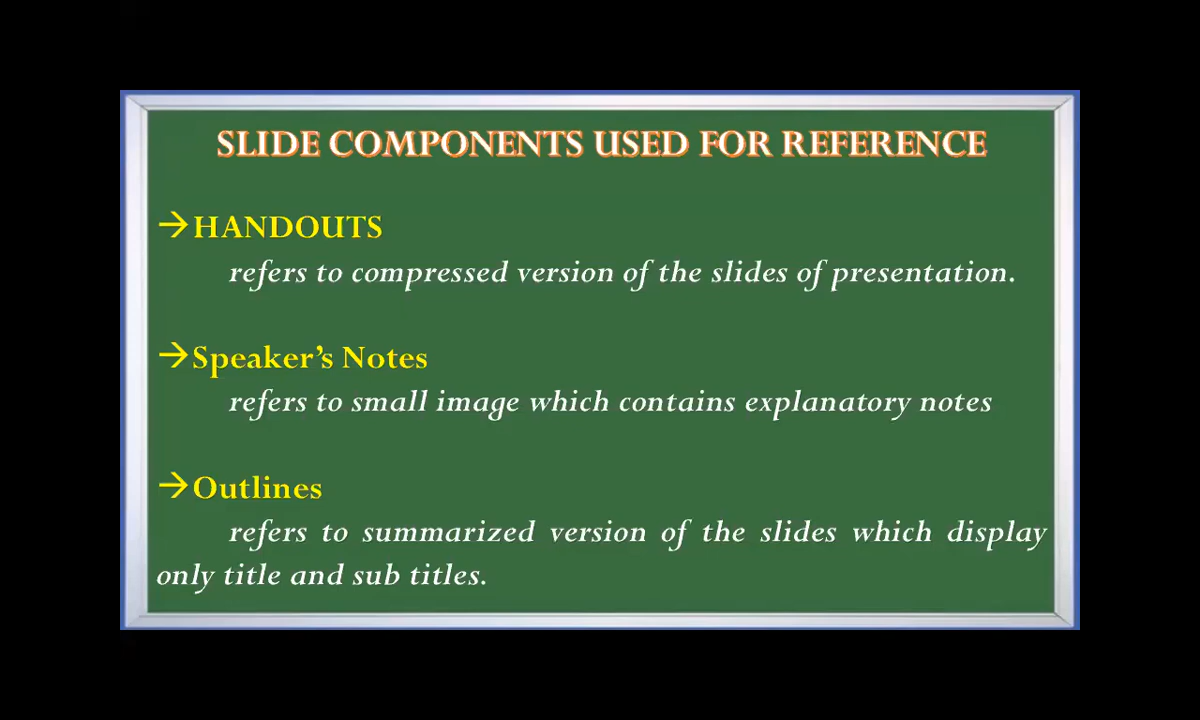 SLIDE COMPONENTS USED FOR REFERENCE
→HANDOUTS
refers to compressed version of the slides of presentation.
→Speaker’s Notes
refers to small image which contains explanatory notes
→Outlines
refers to summarized version of the slides which display
only title and sub titles.